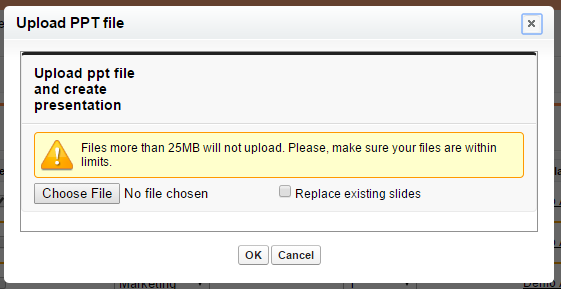 Upload PPT file
Upload ppt file
and create
presentation
Files more than 25MB will not upload. Please, make sure your files are within
limits.
Choose File No file chosen Replace existing slides
OK Cancel
Marketing